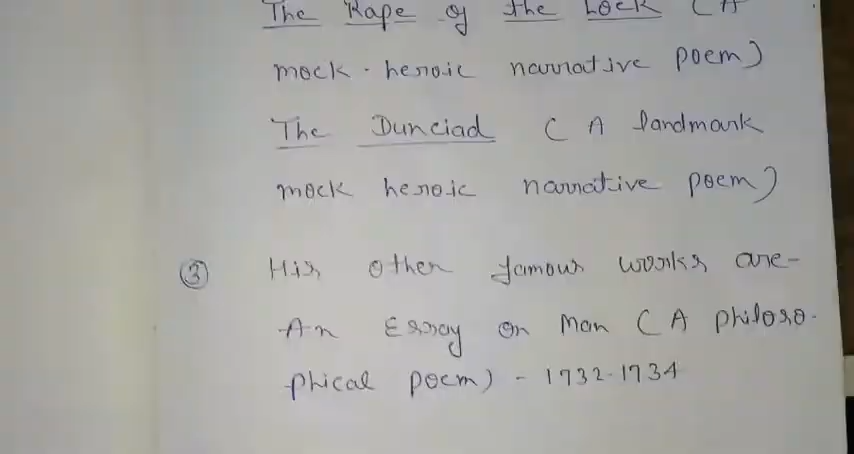 The Rape of the Lock (A
mock-heroic narrative poem)
The Dunciad (A landmark
mock heroic narrative poem)
③ His other famous works are-
An Essay on Man (A philoso-
phical poem) - 1732-1734